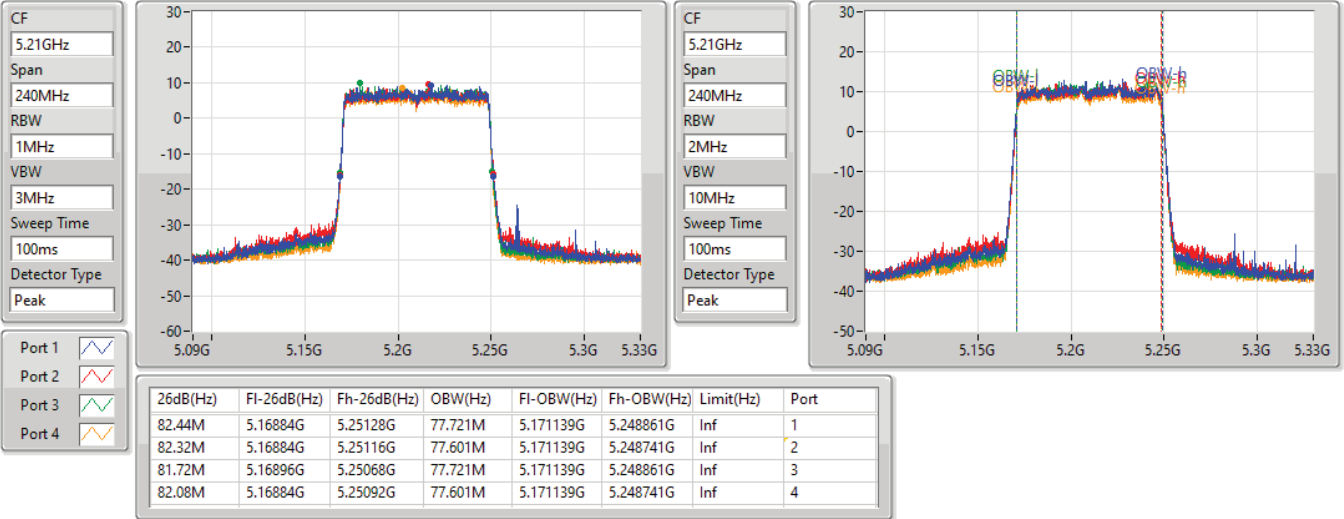 CF
5.21GHz
Span
240MHz
RBW
1MHz
VBW
3MHz
Sweep Time
100ms
Detector Type
Peak
30
20
10
0
-10
-20
-30
-40
-50
-60
5.09G 5.15G 5.2G 5.25G 5.3G 5.33G
CF
5.21GHz
Span
240MHz
RBW
2MHz
VBW
10MHz
Sweep Time
100ms
Detector Type
Peak
30
20
10
0
-10
-20
-30
-40
-50
OBW-l OBW-h
5.09G 5.15G 5.2G 5.25G 5.3G 5.33G
Port 1
Port 2
Port 3
Port 4
26dB(Hz) Fl-26dB(Hz) Fh-26dB(Hz) OBW(Hz) Fl-OBW(Hz) Fh-OBW(Hz) Limit(Hz) Port
82.44M 5.16884G 5.25128G 77.721M 5.171139G 5.248861G Inf 1
82.32M 5.16884G 5.25116G 77.601M 5.171139G 5.248741G Inf 2
81.72M 5.16896G 5.25068G 77.721M 5.171139G 5.248861G Inf 3
82.08M 5.16884G 5.25092G 77.601M 5.171139G 5.248741G Inf 4